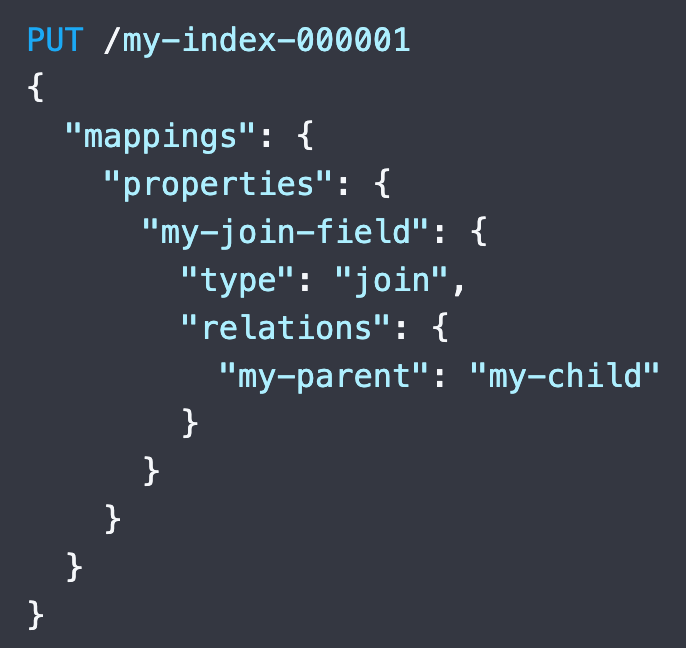 PUT /my-index-000001
{
  "mappings": {
    "properties": {
      "my-join-field": {
        "type": "join",
        "relations": {
          "my-parent": "my-child"
        }
      }
    }
  }
}